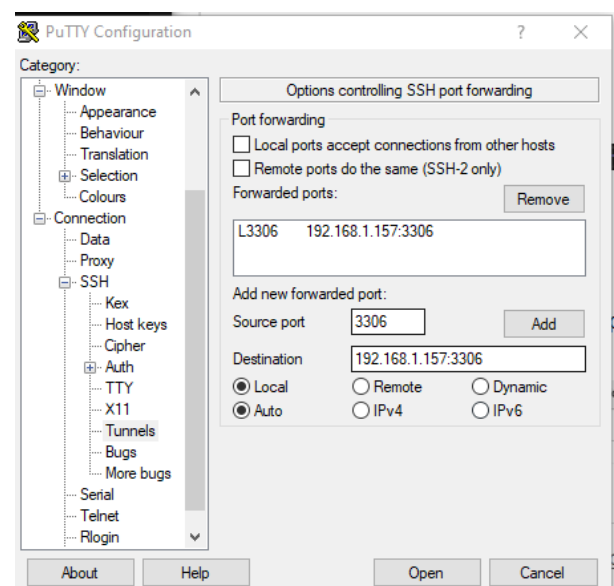 PuTTY Configuration
Category:
Window
Appearance
Behaviour
Translation
Selection
Colours
Connection
Data
Proxy
SSH
Kex
Host keys
Cipher
Auth
TTY
X11
Tunnels
Bugs
More bugs
Serial
Telnet
Rlogin
Options controlling SSH port forwarding
Port forwarding
Local ports accept connections from other hosts
Remote ports do the same (SSH-2 only)
Forwarded ports:
Remove
L3306 192.168.1.157:3306
Add new forwarded port:
Source port 3306 Add
Destination 192.168.1.157:3306
Local Remote Dynamic
Auto IPv4 IPv6
About Help Open Cancel